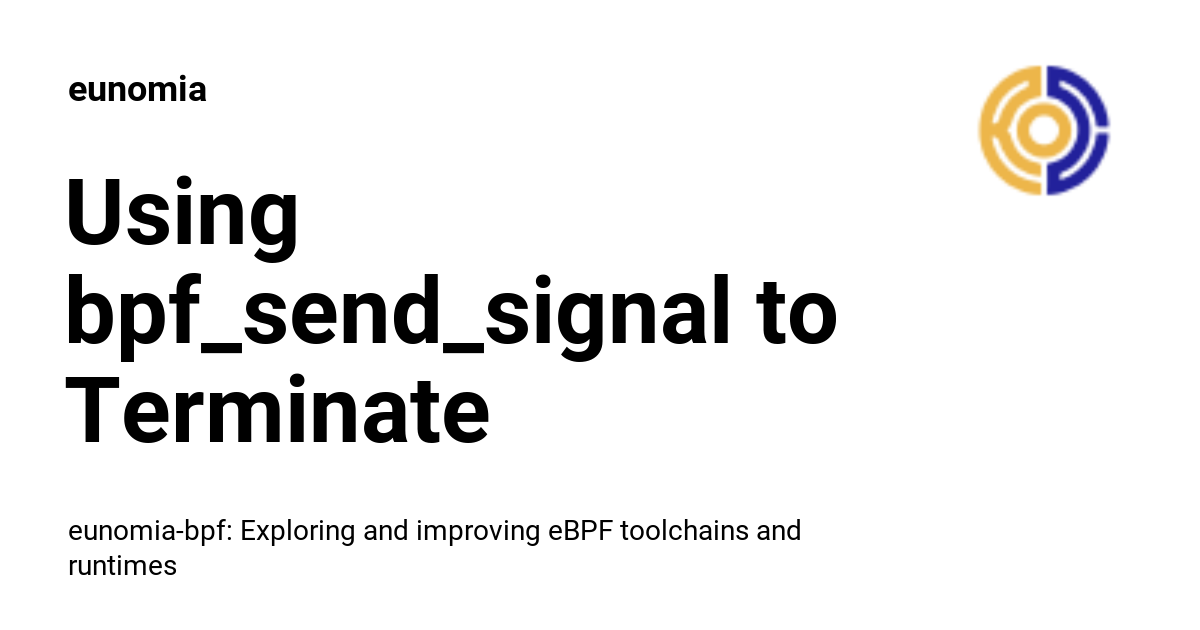 eunomia
Using
bpf_send_signal to
Terminate
eunomia-bpf: Exploring and improving eBPF toolchains and
runtimes